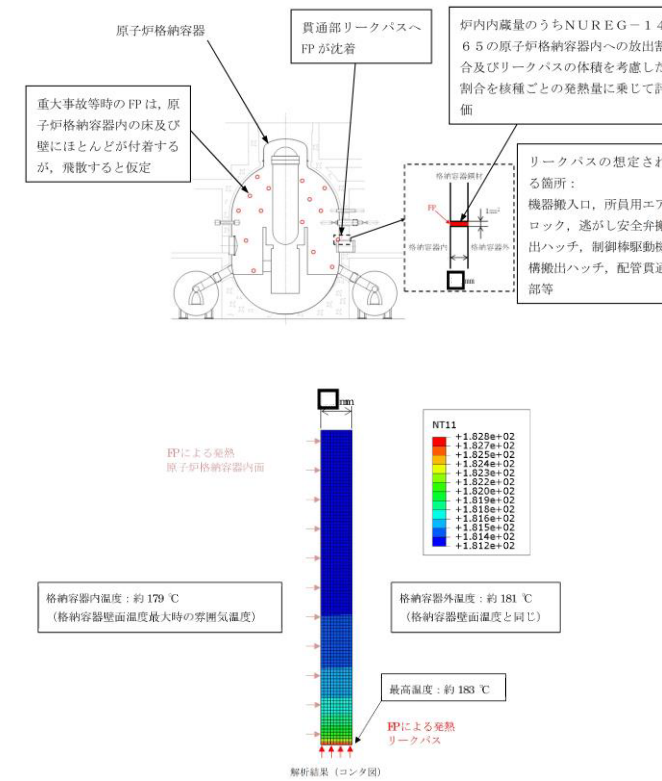 原子炉格納容器
貫通部リークパスへ
FP が沈着
炉内内蔵量のうちＮＵＲＥＧ－１４
６５の原子炉格納容器内への放出割
合及びリークパスの体積を考慮した
割合を核種ごとの発熱量に乗じて評
価
重大事故等時の FP は，原
子炉格納容器内の床及び
壁にほとんどが付着する
が，飛散すると仮定
リークパスの想定され
る箇所：
機器搬入口，所員用エア
ロック，逃がし安全弁搬
出ハッチ，制御棒駆動機
構搬出ハッチ，配管貫通
部等
格納容器鋼材
FP
1mm²
格納容器内
格納容器外
mm
mm
FPによる発熱
原子炉格納容器内面
NT11
+1.828e+02
+1.827e+02
+1.825e+02
+1.824e+02
+1.823e+02
+1.822e+02
+1.820e+02
+1.819e+02
+1.818e+02
+1.816e+02
+1.815e+02
+1.814e+02
+1.812e+02
格納容器内温度：約 179 ℃
（格納容器壁面温度最大時の雰囲気温度）
格納容器外温度：約 181 ℃
（格納容器壁面温度と同じ）
最高温度：約 183 ℃
FPによる発熱
リークパス
解析結果（コンタ図）